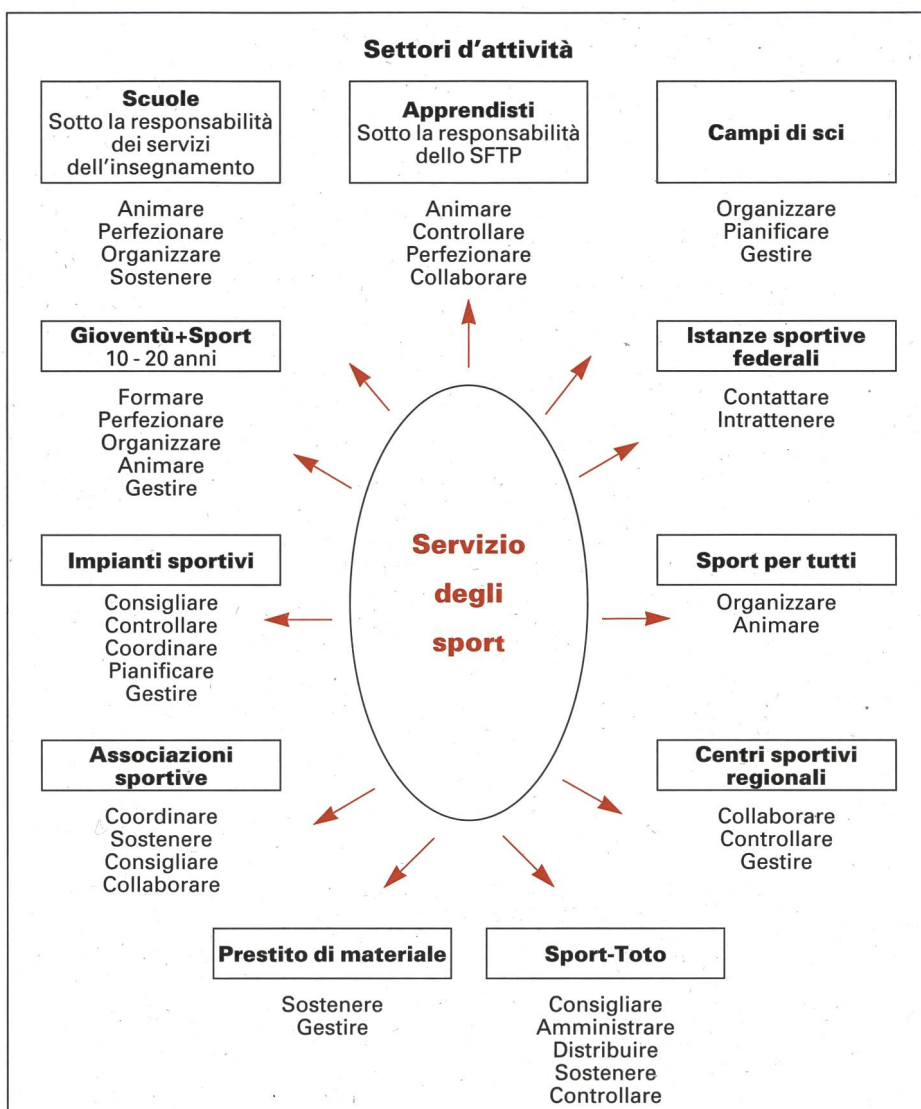 Settori d'attività
Scuole
Sotto la responsabilità
dei servizi
dell'insegnamento
Animare
Perfezionare
Organizzare
Sostenere
Apprendisti
Sotto la responsabilità
dello SFTP
Animare
Controllare
Perfezionare
Collaborare
Campi di sci
Organizzare
Pianificare
Gestire
Gioventù+Sport
10 - 20 anni
Formare
Perfezionare
Organizzare
Animare
Gestire
Istanze sportive
federali
Contattare
Intrattenere
Servizio
degli
sport
Impianti sportivi
Consigliare
Controllare
Coordinare
Pianificare
Gestire
Sport per tutti
Organizzare
Animare
Associazioni
sportive
Coordinare
Sostenere
Consigliare
Collaborare
Centri sportivi
regionali
Collaborare
Controllare
Gestire
Prestito di materiale
Sostenere
Gestire
Sport-Toto
Consigliare
Amministrare
Distribuire
Sostenere
Controllare